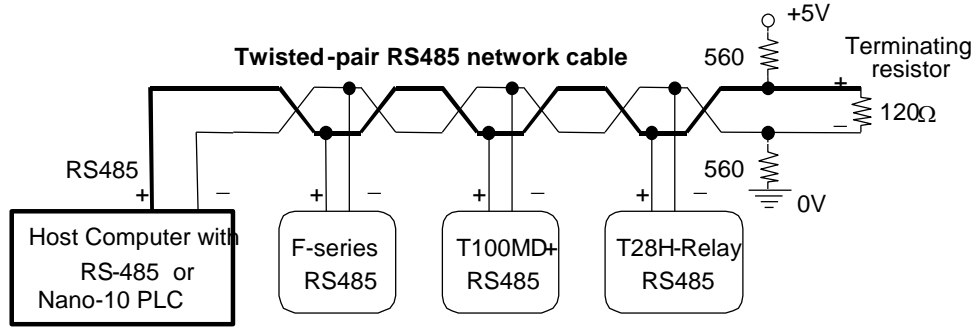 +5V
Twisted-pair RS485 network cable
560
Terminating
resistor
+
120Ω
–
RS485
560
+ –
+ –
+ –
+ –
0V
Host Computer with
RS-485 or
Nano-10 PLC
F-series
RS485
T100MD+
RS485
T28H-Relay
RS485